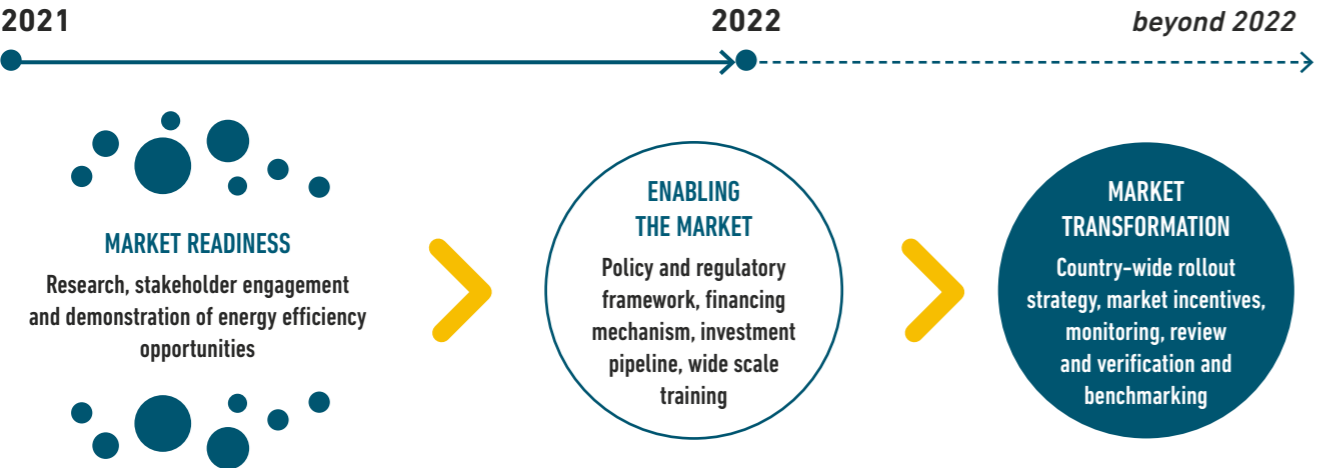 2021
2022
beyond 2022
MARKET READINESS
Research, stakeholder engagement
and demonstration of energy efficiency
opportunities
ENABLING
THE MARKET
Policy and regulatory
framework, financing
mechanism, investment
pipeline, wide scale
training
MARKET
TRANSFORMATION
Country-wide rollout
strategy, market incentives,
monitoring, review
and verification and
benchmarking